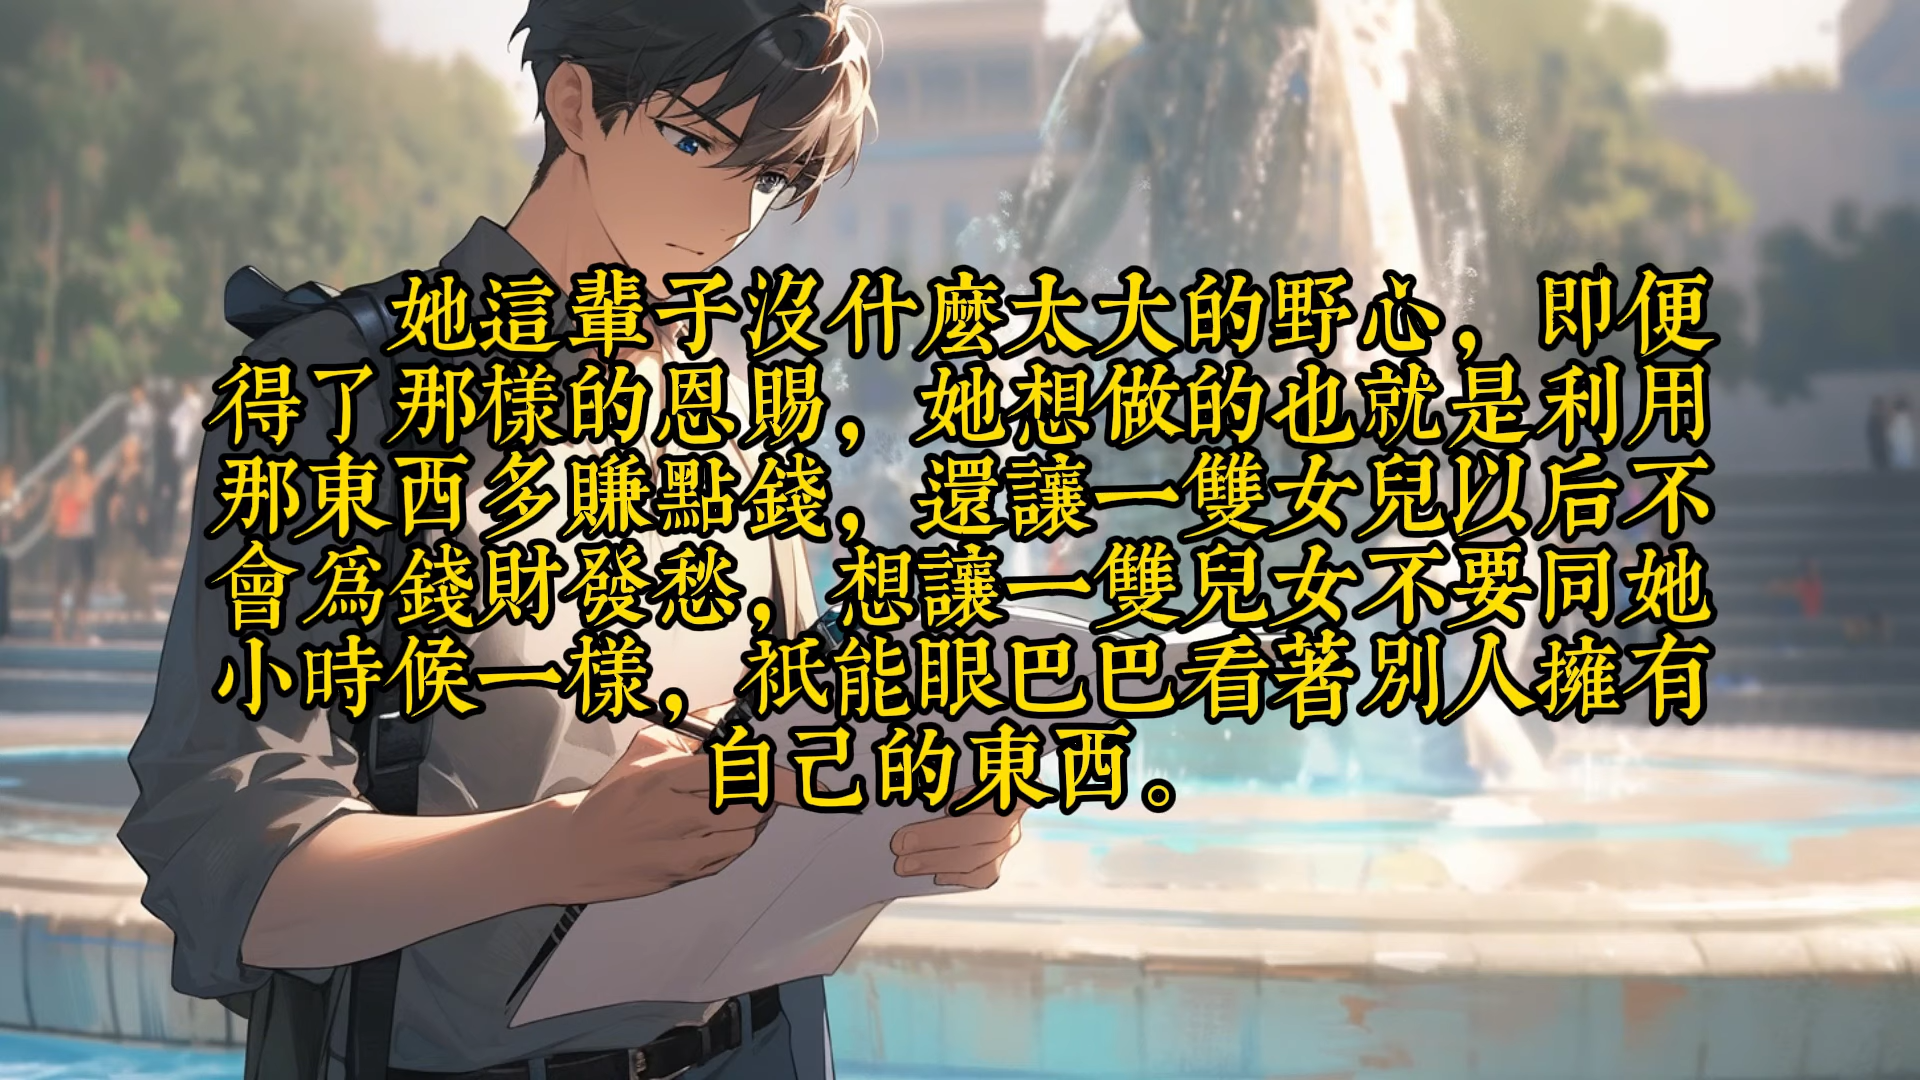 她這輩子沒什麼太大的野心，即便
得了那樣的恩賜，她想做的也就是利用
那東西多賺點錢，還讓一雙女兒以后不
會爲錢財發愁，想讓一雙兒女不要同她
小時候一樣，祇能眼巴巴看著別人擁有
自己的東西。